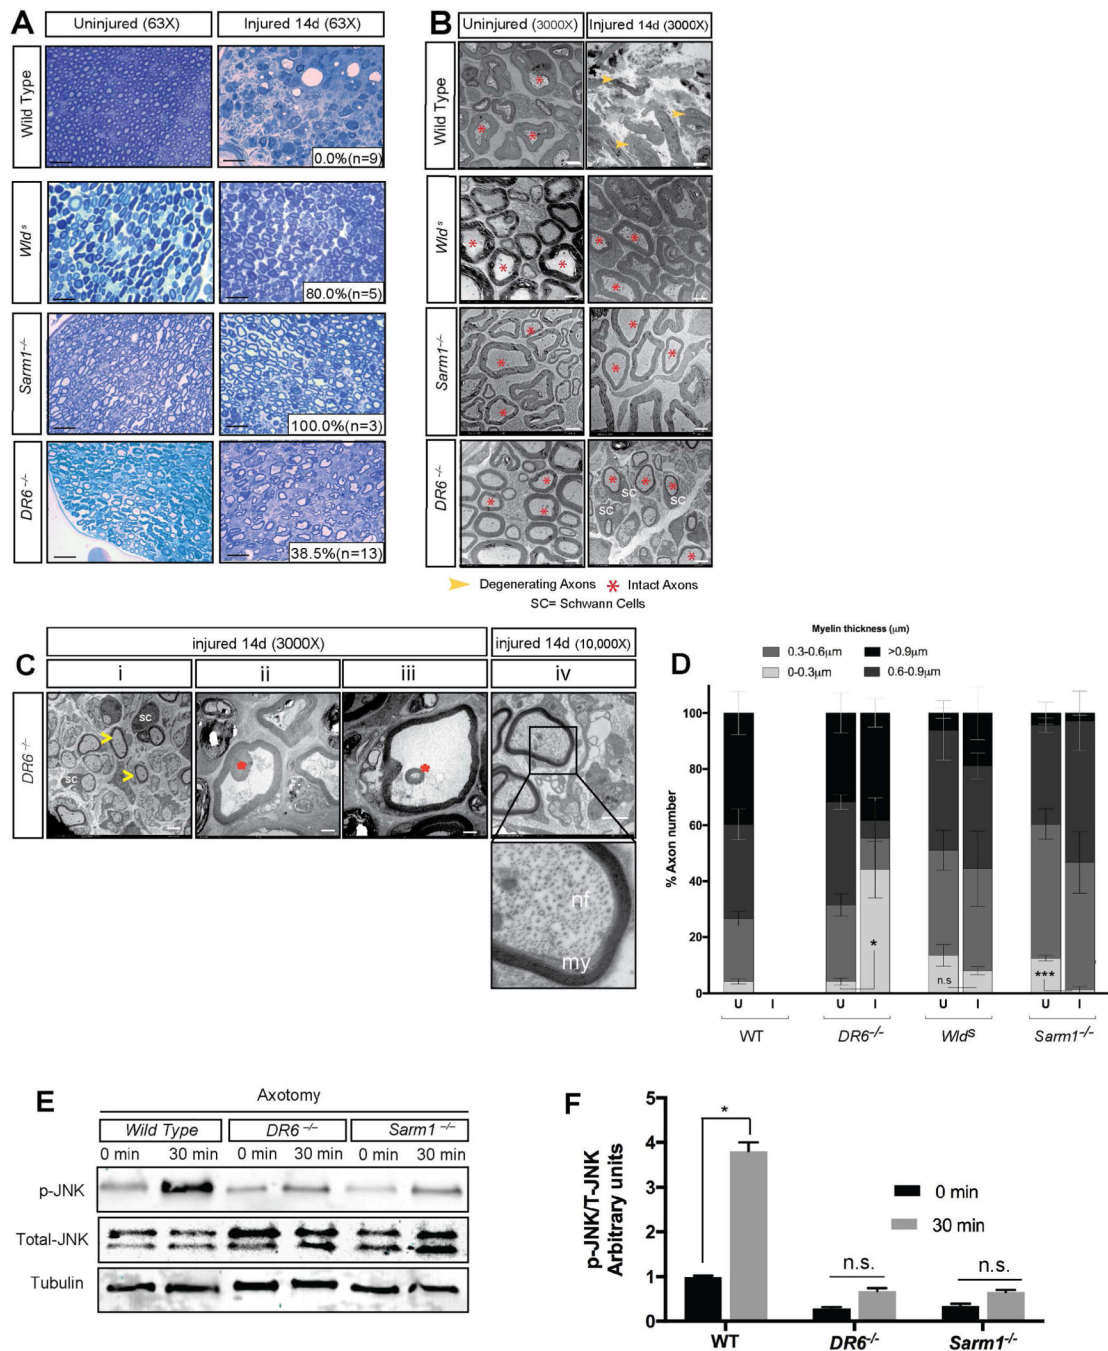 A
Uninjured (63X)
Injured 14d (63X)
Wild Type
0.0%(n=9)
Wldˢ
80.0%(n=5)
Sarm1⁻/⁻
100.0%(n=3)
DR6⁻/⁻
38.5%(n=13)
B
Uninjured (3000X)
Injured 14d (3000X)
Wild Type
Wldˢ
Sarm1⁻/⁻
DR6⁻/⁻
SC
SC
SC
Degenerating Axons
Intact Axons
SC= Schwann Cells
C
injured 14d (3000X)
injured 14d (10,000X)
i
ii
iii
iv
DR6⁻/⁻
SC
SC
nf
my
D
Myelin thickness (µm)
0.3-0.6µm
>0.9µm
0-0.3µm
0.6-0.9µm
% Axon number
100
80
60
40
20
0
*
n.s
***
U I U I U I U I
WT DR6⁻/⁻ Wldˢ Sarm1⁻/⁻
E
Axotomy
Wild Type DR6⁻/⁻ Sarm1⁻/⁻
0 min 30 min 0 min 30 min 0 min 30 min
p-JNK
Total-JNK
Tubulin
F
p-JNK/T-JNK
Arbitrary units
5
4
3
2
1
0
*
0 min
30 min
n.s.
n.s.
WT DR6⁻/⁻ Sarm1⁻/⁻